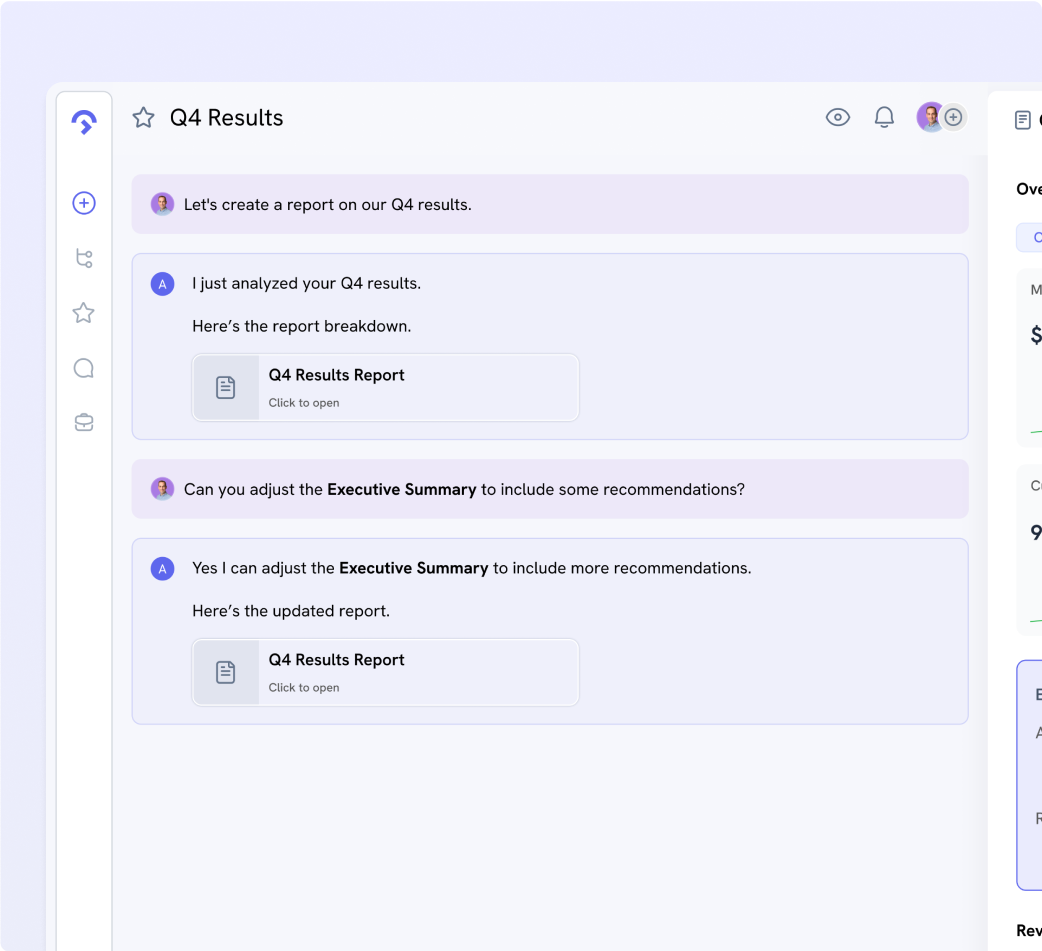 Q4 Results
Let's create a report on our Q4 results.
A
I just analyzed your Q4 results.
Here’s the report breakdown.
Q4 Results Report
Click to open
Can you adjust the Executive Summary to include some recommendations?
A
Yes I can adjust the Executive Summary to include more recommendations.
Here’s the updated report.
Q4 Results Report
Click to open
$
9